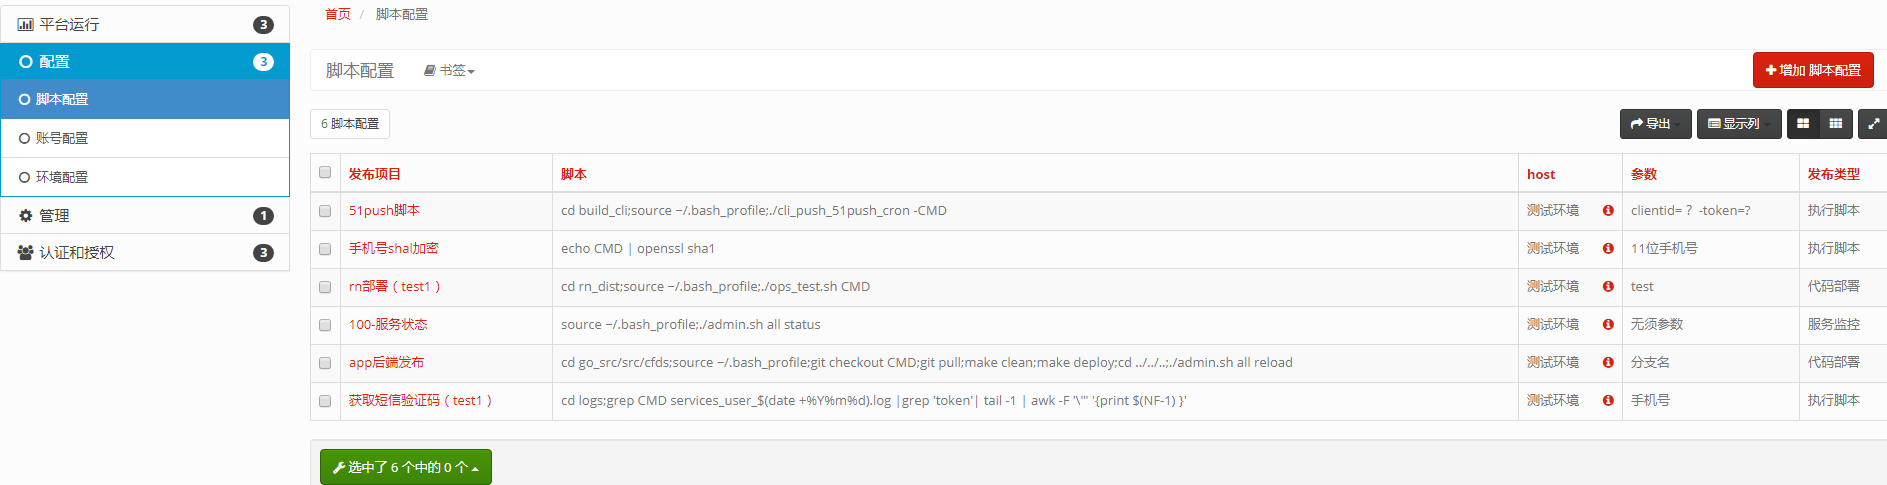 平台运行 3
配置 3
脚本配置
账号配置
环境配置
管理 1
认证和授权 3
首页 / 脚本配置
脚本配置 书签
增加 脚本配置
6 脚本配置
导出 显示列
发布项目 脚本 host 参数 发布类型
51push脚本 cd build_cli;source ~/.bash_profile;./cli_push_51push_cron -CMD 测试环境 clientid= ？ -token=? 执行脚本
手机号shal加密 echo CMD | openssl sha1 测试环境 11位手机号 执行脚本
rn部署（test1） cd rn_dist;source ~/.bash_profile;./ops_test.sh CMD 测试环境 test 代码部署
100-服务状态 source ~/.bash_profile;./admin.sh all status 测试环境 无须参数 服务监控
app后端发布 cd go_src/src/cfds;source ~/.bash_profile;git checkout CMD;git pull;make clean;make deploy;cd ../../..;./admin.sh all reload 测试环境 分支名 代码部署
获取短信验证码（test1） cd logs;grep CMD services_user_$(date +%Y%m%d).log |grep 'token'| tail -1 | awk -F '\"' '{print $(NF-1) }' 测试环境 手机号 执行脚本
选中了 6 个中的 0 个